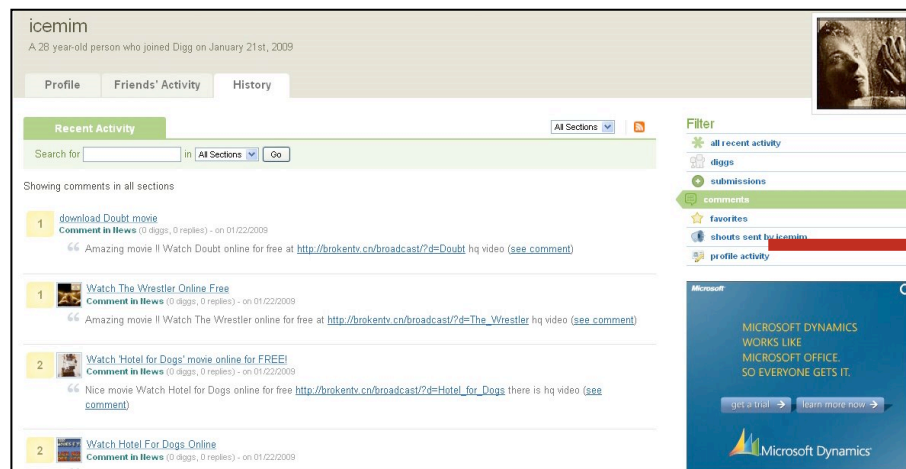 icemim
A 28 year-old person who joined Digg on January 21st, 2009
Profile Friends' Activity History
Recent Activity
All Sections
Search for in All Sections Go
Showing comments in all sections
1
download Doubt movie
Comment in News (0 diggs, 0 replies) - on 01/22/2009
Amazing movie !! Watch Doubt online for free at http://brokentv.cn/broadcast/?d=Doubt hq video (see comment)
1
Watch The Wrestler Online Free
Comment in News (0 diggs, 0 replies) - on 01/22/2009
Amazing movie !! Watch The Wrestler online for free at http://brokentv.cn/broadcast/?d=The_Wrestler hq video (see comment)
2
Watch 'Hotel for Dogs' movie online for FREE!
Comment in News (0 diggs, 0 replies) - on 01/22/2009
Nice movie Watch Hotel for Dogs online for free http://brokentv.cn/broadcast/?d=Hotel_for_Dogs there is hq video (see
comment)
2
Watch Hotel For Dogs Online
Comment in News (0 diggs, 0 replies) - on 01/22/2009
Filter
all recent activity
diggs
submissions
comments
favorites
shouts sent by icemim
profile activity
Microsoft
MICROSOFT DYNAMICS
WORKS LIKE
MICROSOFT OFFICE.
SO EVERYONE GETS IT.
get a trial learn more now
Microsoft Dynamics